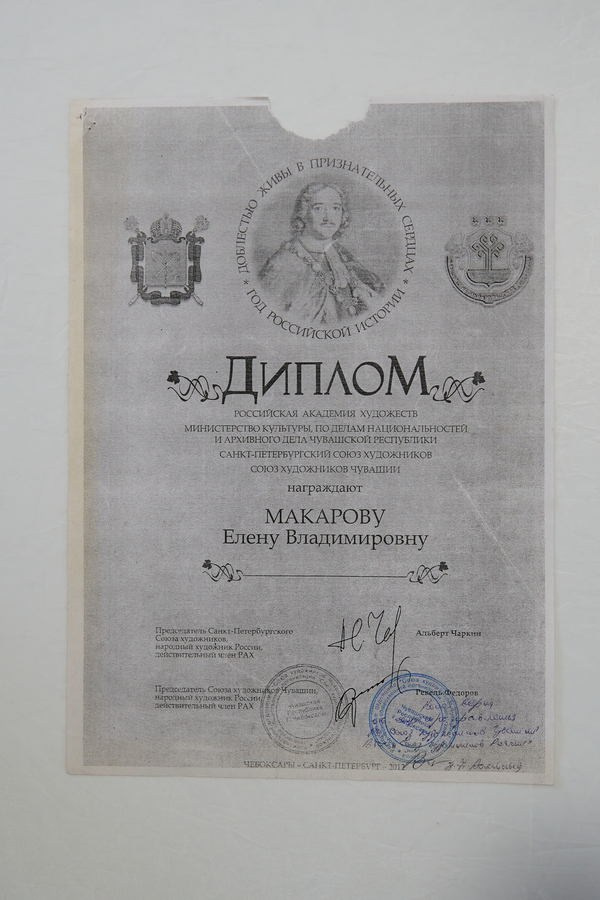 ДОБЛЕСТЬЮ ЖИВЫ В ПРИЗНАТЕЛЬНЫХ СЕРДЦАХ
* ГОД РОССИЙСКОЙ ИСТОРИИ *
ДИПЛОМ
РОССИЙСКАЯ АКАДЕМИЯ ХУДОЖЕСТВ
МИНИСТЕРСТВО КУЛЬТУРЫ, ПО ДЕЛАМ НАЦИОНАЛЬНОСТЕЙ
И АРХИВНОГО ДЕЛА ЧУВАШСКОЙ РЕСПУБЛИКИ
САНКТ-ПЕТЕРБУРГСКИЙ СОЮЗ ХУДОЖНИКОВ
СОЮЗ ХУДОЖНИКОВ ЧУВАШИИ
награждают
МАКАРОВУ
Елену Владимировну
Председатель Санкт-Петербургского
Союза художников,
народный художник России,
действительный член РАХ
Альберт Чаркин
Председатель Союза художников Чувашии,
народный художник России,
действительный член РАХ
Ревель Федоров
ЧЕБОКСАРЫ - САНКТ-ПЕТЕРБУРГ -